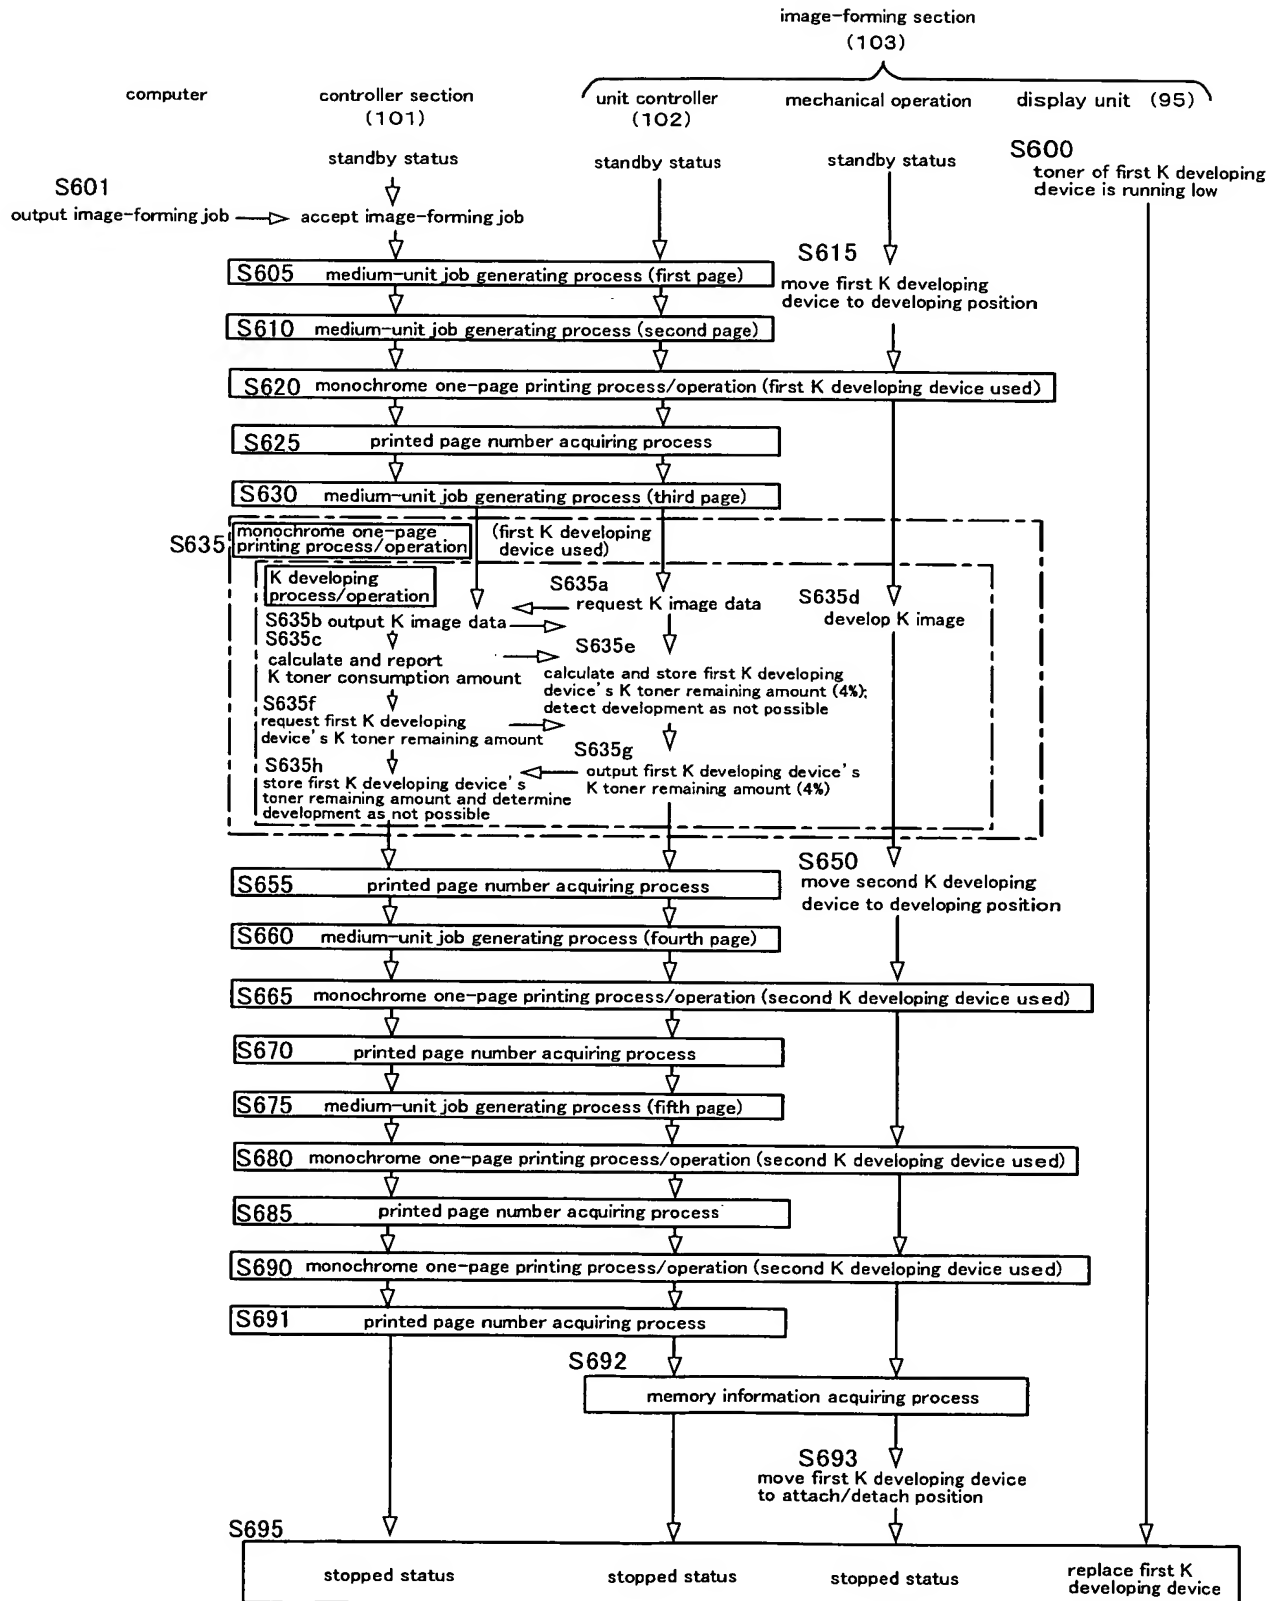 image-forming section
(103)
computer
controller section
(101)
unit controller
(102)
mechanical operation
display unit (95)
standby status
standby status
standby status
S600
toner of first K developing
device is running low
S601
output image-forming job
accept image-forming job
S605 medium-unit job generating process (first page)
S615
move first K developing
device to developing position
S610 medium-unit job generating process (second page)
S620 monochrome one-page printing process/operation (first K developing device used)
S625 printed page number acquiring process
S630 medium-unit job generating process (third page)
S635
monochrome one-page
printing process/operation
(first K developing
device used)
K developing
process/operation
S635a
request K image data
S635d
develop K image
S635b output K image data
S635c
calculate and report
K toner consumption amount
S635e
calculate and store first K developing
device's K toner remaining amount (4%);
detect development as not possible
S635f
request first K developing
device's K toner remaining amount
S635g
output first K developing device's
K toner remaining amount (4%)
S635h
store first K developing device's
toner remaining amount and determine
development as not possible
S650
move second K developing
device to developing position
S655 printed page number acquiring process
S660 medium-unit job generating process (fourth page)
S665 monochrome one-page printing process/operation (second K developing device used)
S670 printed page number acquiring process
S675 medium-unit job generating process (fifth page)
S680 monochrome one-page printing process/operation (second K developing device used)
S685 printed page number acquiring process
S690 monochrome one-page printing process/operation (second K developing device used)
S691 printed page number acquiring process
S692
memory information acquiring process
S693
move first K developing device
to attach/detach position
S695
stopped status
stopped status
stopped status
replace first K
developing device